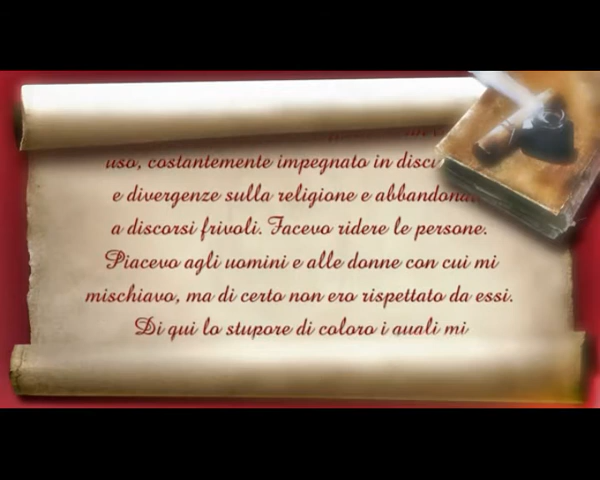 uso, costantemente impegnato in
e divergenze sulla religione e
a discorsi frivoli. Facevo ridere le persone.
Piacevo agli uomini e alle donne con cui mi
mischiavo, ma di certo non ero rispettato da essi.
Di qui lo stupore di coloro i quali mi